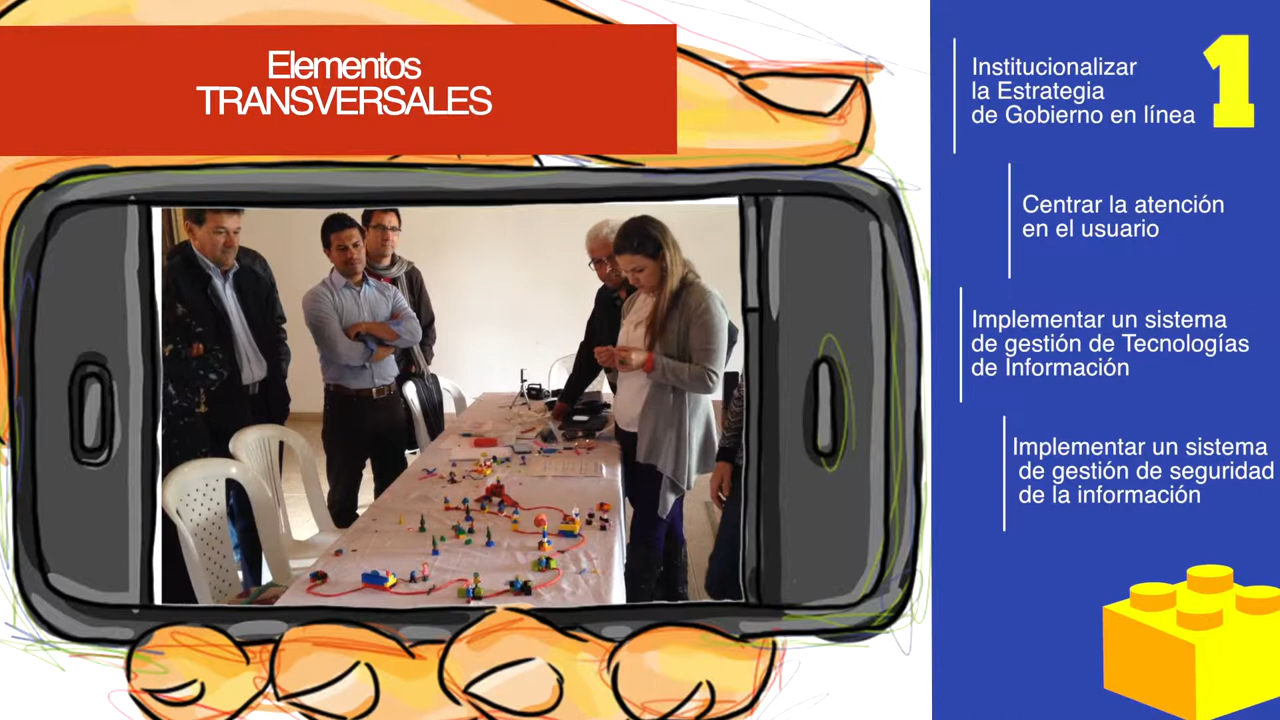 Elementos
TRANSVERSALES
1
Institucionalizar
la Estrategia
de Gobierno en línea
Centrar la atención
en el usuario
Implementar un sistema
de gestión de Tecnologías
de Información
Implementar un sistema
de gestión de seguridad
de la información